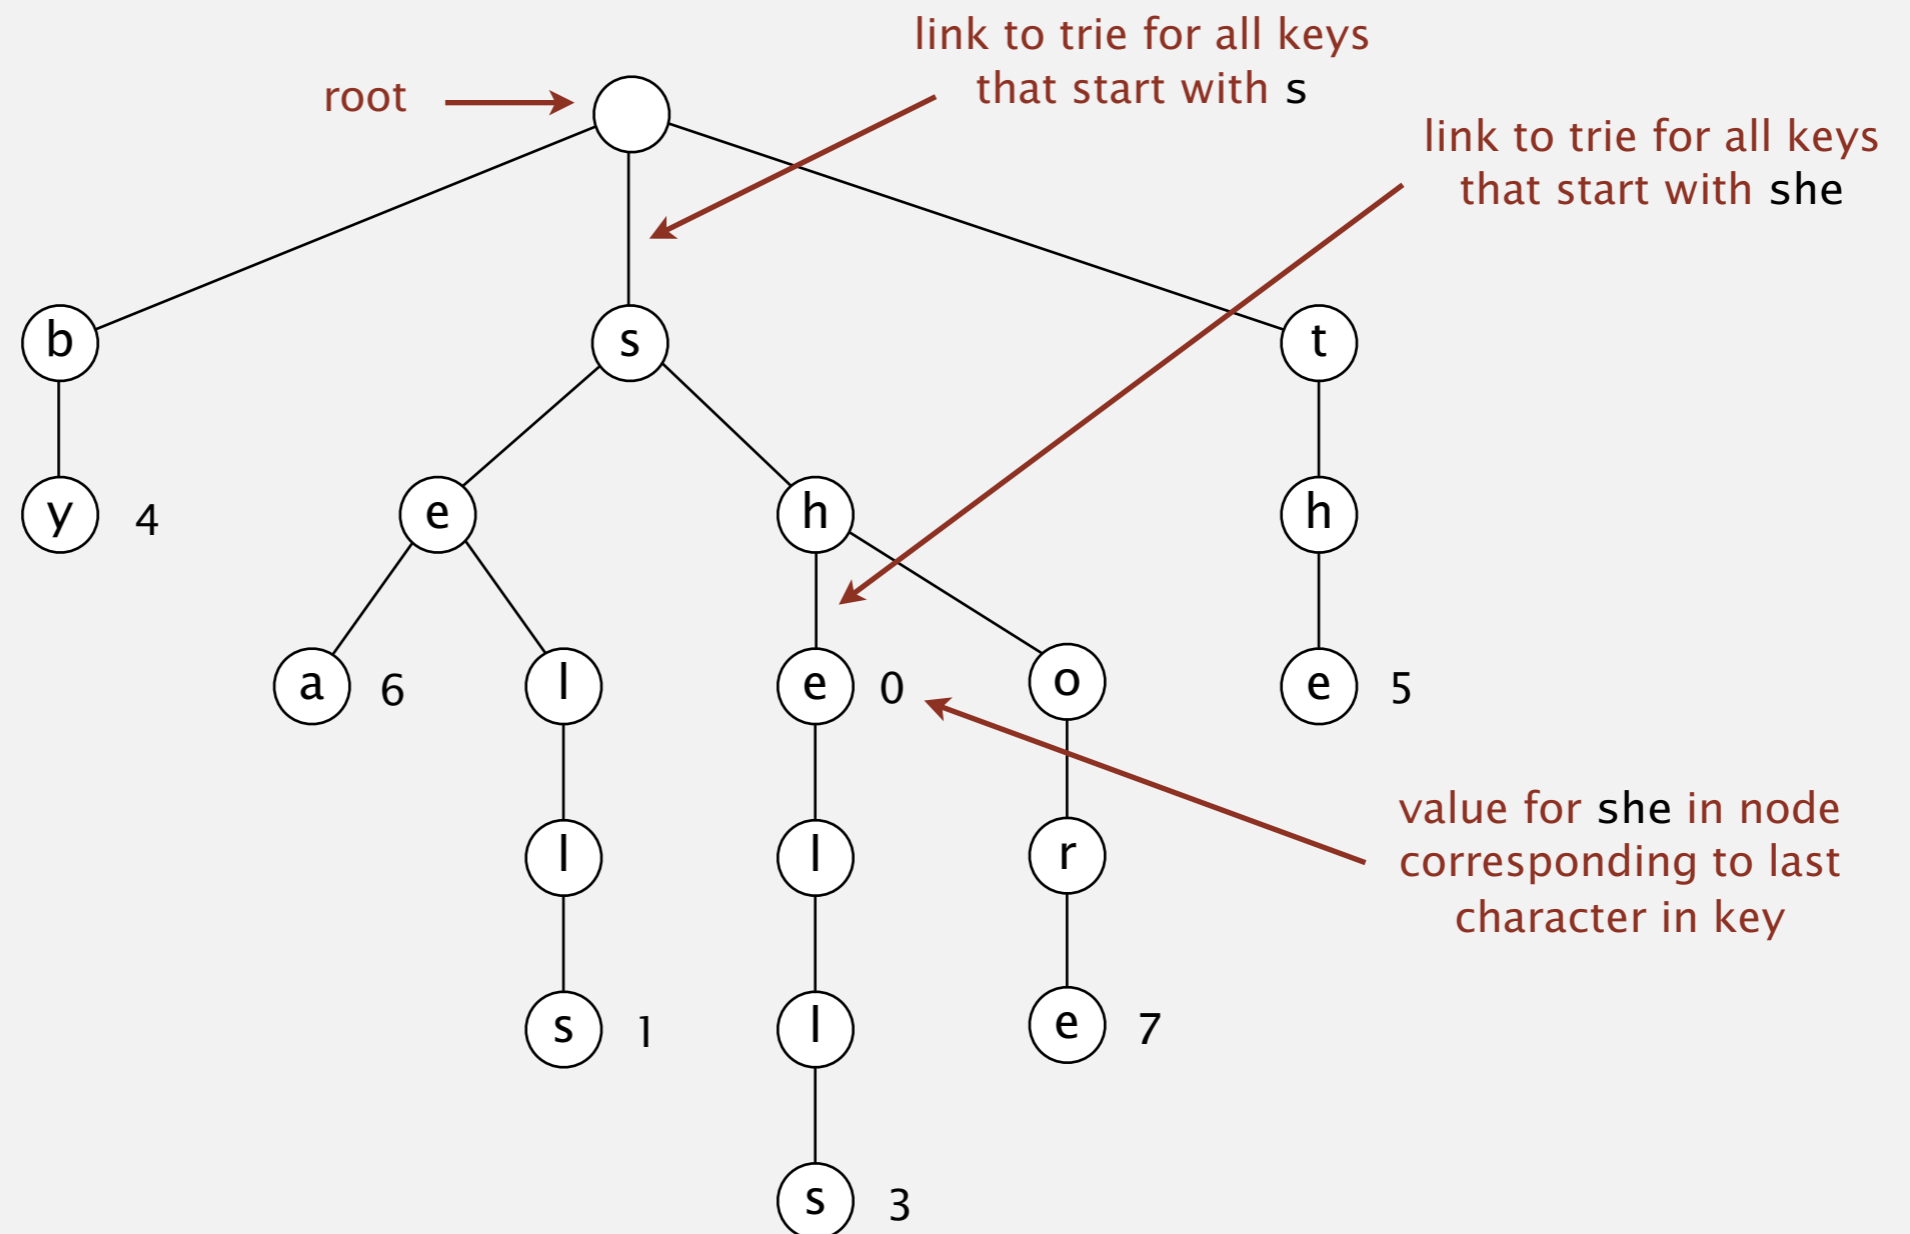 link to trie for all keys
that start with s
root
link to trie for all keys
that start with she
b
s
t
y 4
e
h
h
a 6
l
e 0
o
e 5
value for she in node
corresponding to last
character in key
l
l
r
s 1
l
e 7
s 3